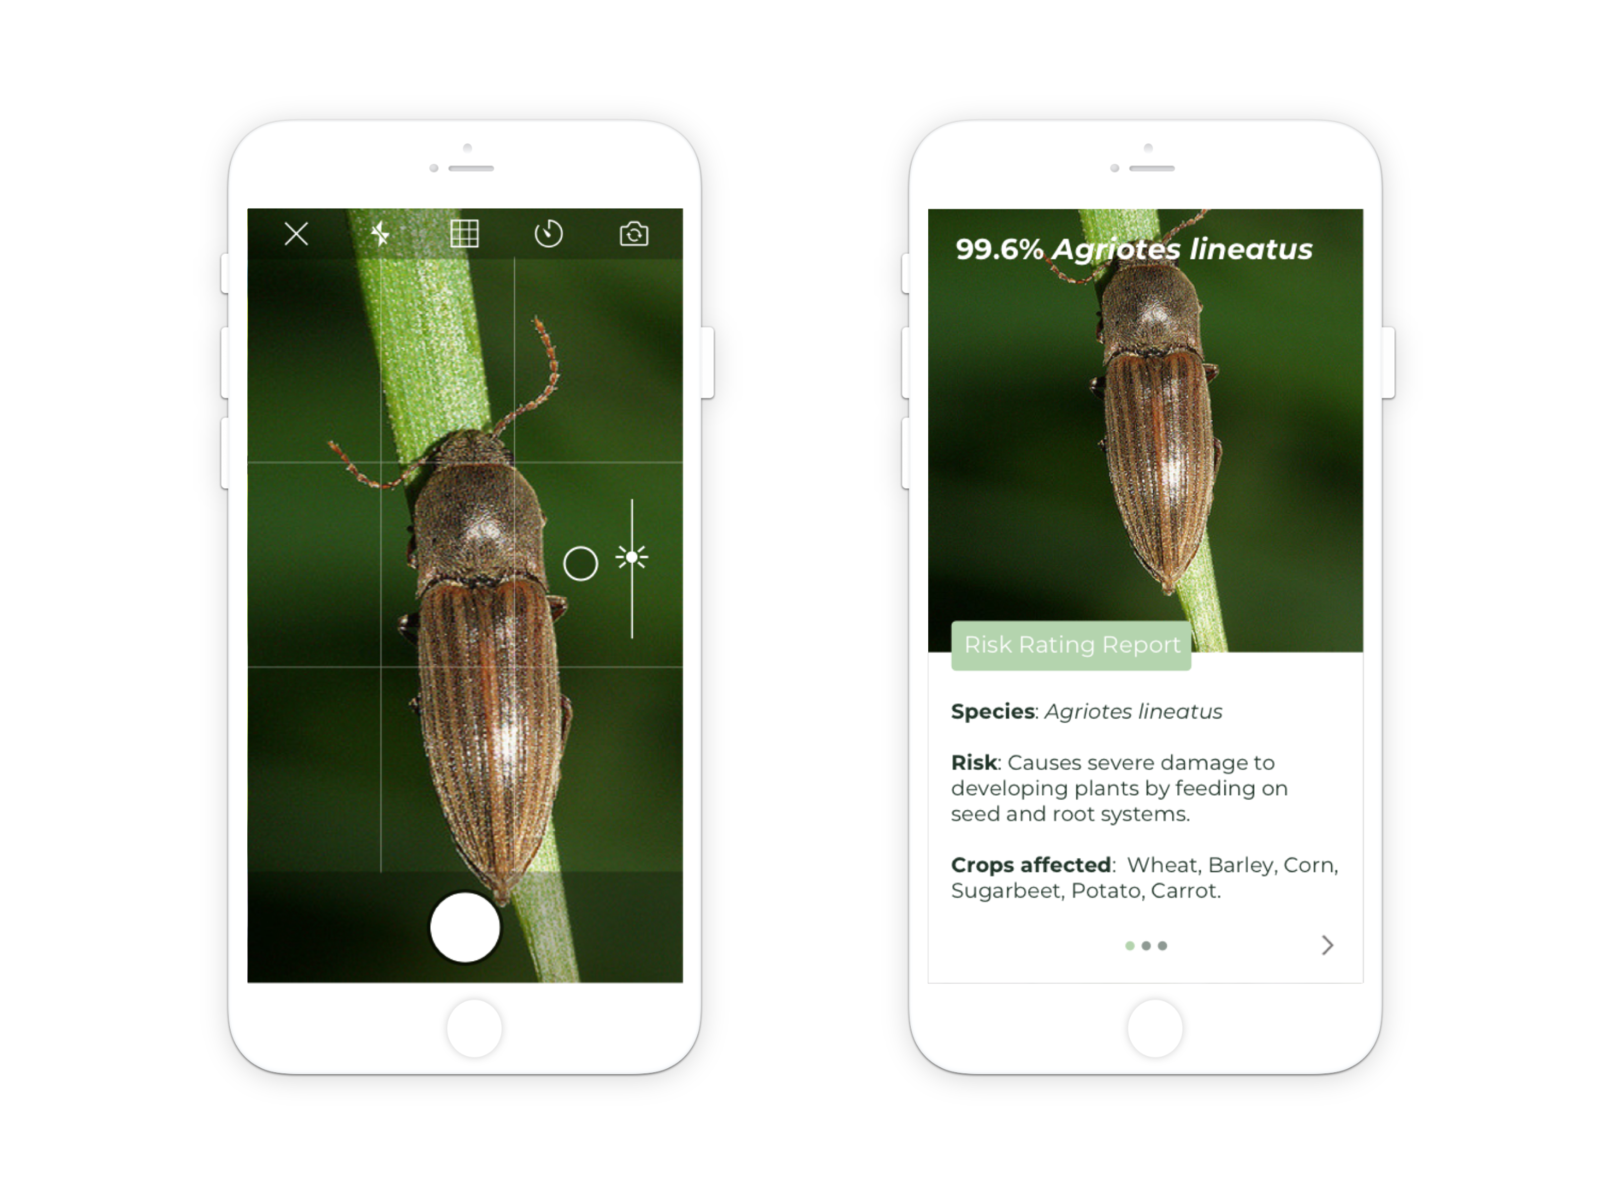 99.6% Agriotes lineatus
Risk Rating Report
Species: Agriotes lineatus
Risk: Causes severe damage to
developing plants by feeding on
seed and root systems.
Crops affected:  Wheat, Barley, Corn,
Sugarbeet, Potato, Carrot.